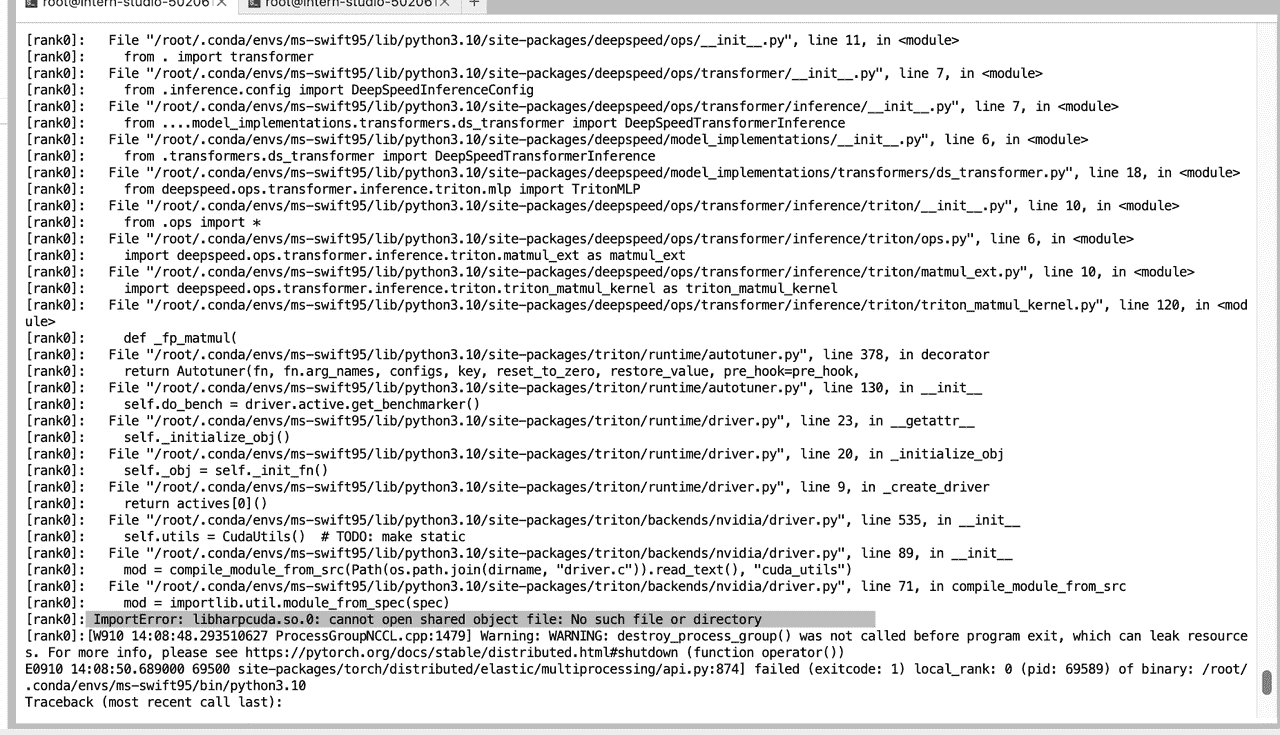 root@intern-studio-50206 × root@intern-studio-50206 × +
[rank0]:   File "/root/.conda/envs/ms-swift95/lib/python3.10/site-packages/deepspeed/ops/__init__.py", line 11, in <module>
[rank0]:     from . import transformer
[rank0]:   File "/root/.conda/envs/ms-swift95/lib/python3.10/site-packages/deepspeed/ops/transformer/__init__.py", line 7, in <module>
[rank0]:     from .inference.config import DeepSpeedInferenceConfig
[rank0]:   File "/root/.conda/envs/ms-swift95/lib/python3.10/site-packages/deepspeed/ops/transformer/inference/__init__.py", line 7, in <module>
[rank0]:     from ....model_implementations.transformers.ds_transformer import DeepSpeedTransformerInference
[rank0]:   File "/root/.conda/envs/ms-swift95/lib/python3.10/site-packages/deepspeed/model_implementations/__init__.py", line 6, in <module>
[rank0]:     from .transformers.ds_transformer import DeepSpeedTransformerInference
[rank0]:   File "/root/.conda/envs/ms-swift95/lib/python3.10/site-packages/deepspeed/model_implementations/transformers/ds_transformer.py", line 18, in <module>
[rank0]:     from deepspeed.ops.transformer.inference.triton.mlp import TritonMLP
[rank0]:   File "/root/.conda/envs/ms-swift95/lib/python3.10/site-packages/deepspeed/ops/transformer/inference/triton/__init__.py", line 10, in <module>
[rank0]:     from .ops import *
[rank0]:   File "/root/.conda/envs/ms-swift95/lib/python3.10/site-packages/deepspeed/ops/transformer/inference/triton/ops.py", line 6, in <module>
[rank0]:     import deepspeed.ops.transformer.inference.triton.matmul_ext as matmul_ext
[rank0]:   File "/root/.conda/envs/ms-swift95/lib/python3.10/site-packages/deepspeed/ops/transformer/inference/triton/matmul_ext.py", line 10, in <module>
[rank0]:     import deepspeed.ops.transformer.inference.triton.triton_matmul_kernel as triton_matmul_kernel
[rank0]:   File "/root/.conda/envs/ms-swift95/lib/python3.10/site-packages/deepspeed/ops/transformer/inference/triton/triton_matmul_kernel.py", line 120, in <mod
ule>
[rank0]:     def _fp_matmul(
[rank0]:   File "/root/.conda/envs/ms-swift95/lib/python3.10/site-packages/triton/runtime/autotuner.py", line 378, in decorator
[rank0]:     return Autotuner(fn, fn.arg_names, configs, key, reset_to_zero, restore_value, pre_hook=pre_hook,
[rank0]:   File "/root/.conda/envs/ms-swift95/lib/python3.10/site-packages/triton/runtime/autotuner.py", line 130, in __init__
[rank0]:     self.do_bench = driver.active.get_benchmarker()
[rank0]:   File "/root/.conda/envs/ms-swift95/lib/python3.10/site-packages/triton/runtime/driver.py", line 23, in __getattr__
[rank0]:     self._initialize_obj()
[rank0]:   File "/root/.conda/envs/ms-swift95/lib/python3.10/site-packages/triton/runtime/driver.py", line 20, in _initialize_obj
[rank0]:     self._obj = self._init_fn()
[rank0]:   File "/root/.conda/envs/ms-swift95/lib/python3.10/site-packages/triton/runtime/driver.py", line 9, in _create_driver
[rank0]:     return actives[0]()
[rank0]:   File "/root/.conda/envs/ms-swift95/lib/python3.10/site-packages/triton/backends/nvidia/driver.py", line 535, in __init__
[rank0]:     self.utils = CudaUtils()  # TODO: make static
[rank0]:   File "/root/.conda/envs/ms-swift95/lib/python3.10/site-packages/triton/backends/nvidia/driver.py", line 89, in __init__
[rank0]:     mod = compile_module_from_src(Path(os.path.join(dirname, "driver.c")).read_text(), "cuda_utils")
[rank0]:   File "/root/.conda/envs/ms-swift95/lib/python3.10/site-packages/triton/backends/nvidia/driver.py", line 71, in compile_module_from_src
[rank0]:     mod = importlib.util.module_from_spec(spec)
[rank0]: ImportError: libharpcuda.so.0: cannot open shared object file: No such file or directory
[rank0]:[W910 14:08:48.293510627 ProcessGroupNCCL.cpp:1479] Warning: WARNING: destroy_process_group() was not called before program exit, which can leak resource
s. For more info, please see https://pytorch.org/docs/stable/distributed.html#shutdown (function operator())
E0910 14:08:50.689000 69500 site-packages/torch/distributed/elastic/multiprocessing/api.py:874] failed (exitcode: 1) local_rank: 0 (pid: 69589) of binary: /root/
.conda/envs/ms-swift95/bin/python3.10
Traceback (most recent call last):